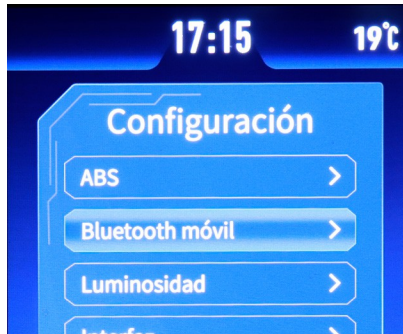 17:15
19°C
Configuración
ABS
Bluetooth móvil
Luminosidad